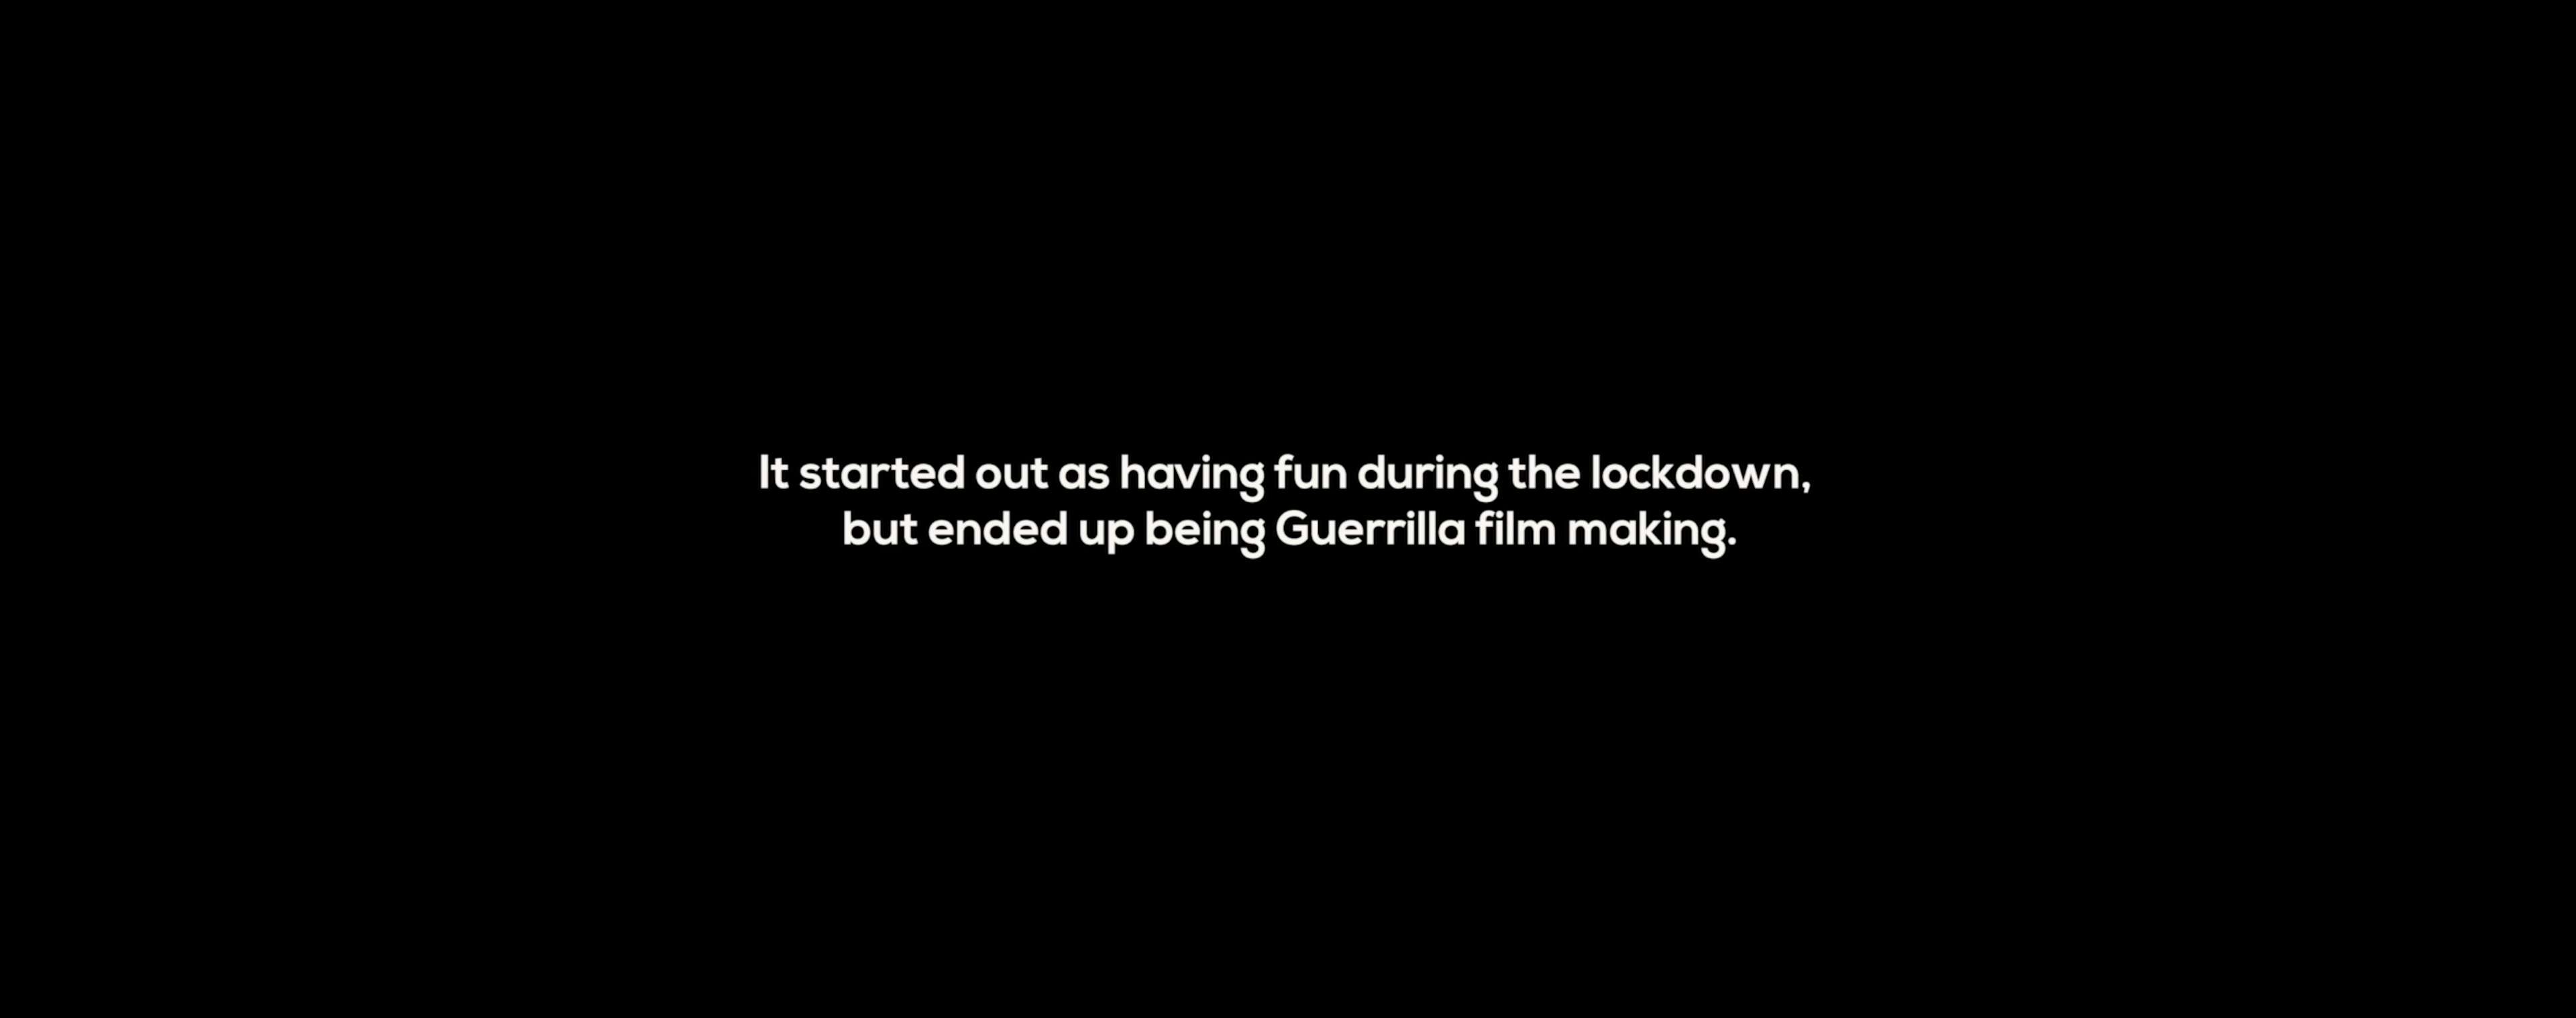 It started out as having fun during the lockdown,
but ended up being Guerrilla film making.